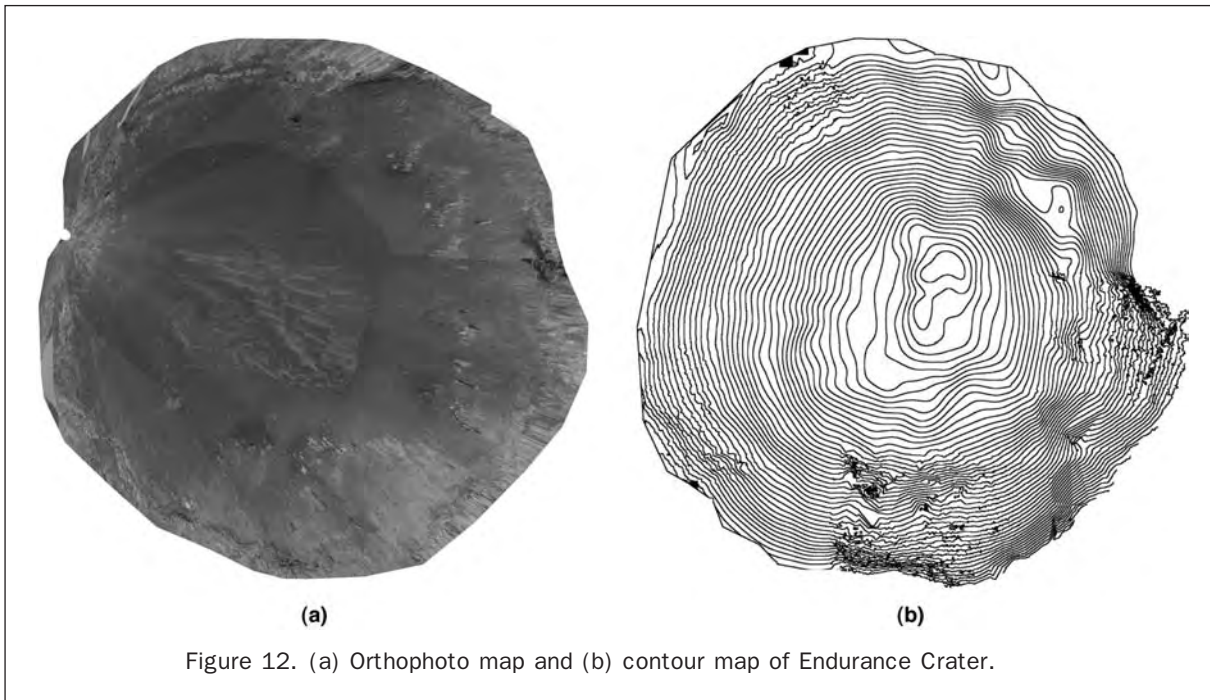 (a)
(b)
Figure 12. (a) Orthophoto map and (b) contour map of Endurance Crater.